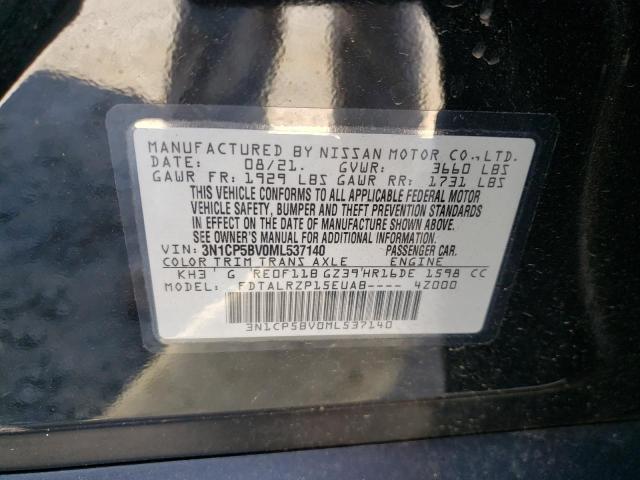 MANUFACTURED BY NISSAN MOTOR CO.,LTD.
DATE: 08/21. GVWR: 3660 LBS
GAWR FR: 1929 LBS GAWR RR: 1731 LBS
THIS VEHICLE CONFORMS TO ALL APPLICABLE FEDERAL MOTOR
VEHICLE SAFETY, BUMPER AND THEFT PREVENTION STANDARDS
IN EFFECT ON THE DATE OF MANUFACTURE SHOWN ABOVE.
SEE OWNER'S MANUAL FOR ADDITIONAL INFORMATION.
VIN: 3N1CP5BV0ML537140 PASSENGER CAR.
COLOR TRIM TRANS AXLE ENGINE
KH3 G RE0F11B GZ39 HR16DE 1598 CC
MODEL: FDTALRZP15EUAB---- 4Z000
3N1CP5BV0ML537140